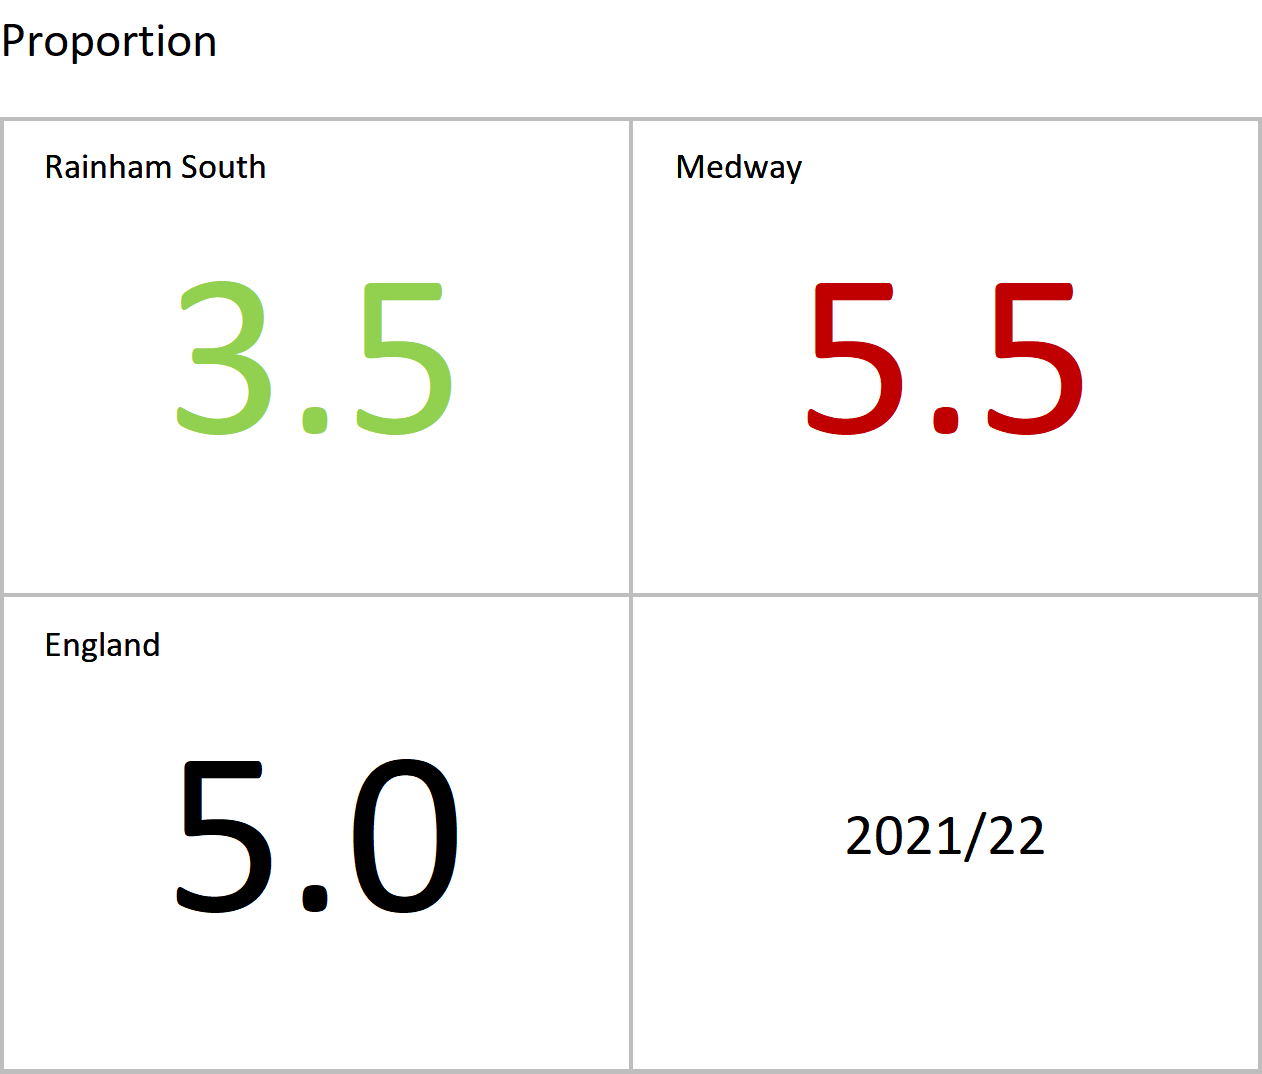 Proportion
Rainham South
3.5
Medway
5.5
England
5.0
2021/22